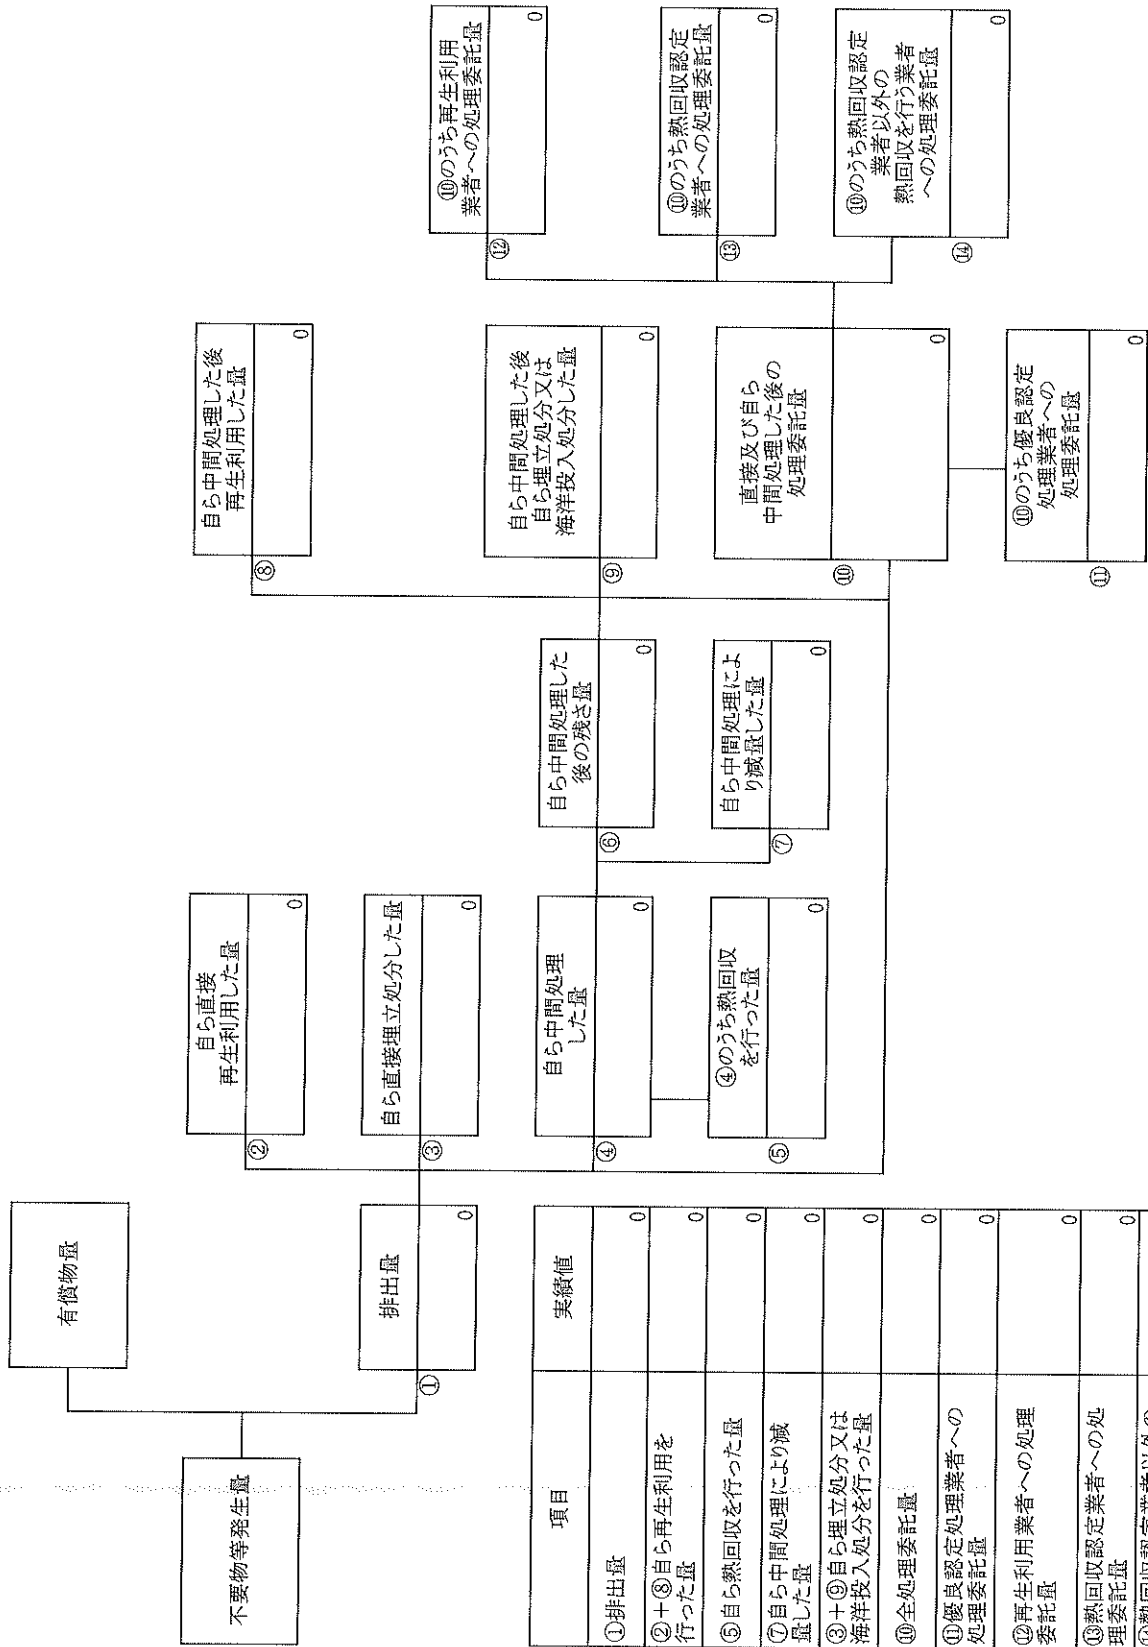 不要物等発生量
有償物量
排出量
①
0
自ら直接
再生利用した量
②
0
自ら直接埋立処分した量
③
0
自ら中間処理
した量
④
0
④のうち熱回収
を行った量
⑤
0
自ら中間処理した
後の残さ量
⑥
0
自ら中間処理によ
り減量した量
⑦
0
自ら中間処理した後
再生利用した量
⑧
0
自ら中間処理した後
自ら埋立処分又は
海洋投入処分した量
⑨
0
直接及び自ら
中間処理した後の
処理委託量
⑩
0
⑩のうち優良認定
処理業者への
処理委託量
⑪
0
⑩のうち再生利用
業者への処理委託量
⑫
0
⑩のうち熱回収認定
業者への処理委託量
⑬
0
⑩のうち熱回収認定
業者以外の
熱回収を行う業者
への処理委託量
⑭
0
項目 実績値
①排出量 0
②+⑧自ら再生利用を
行った量 0
⑤自ら熱回収を行った量 0
⑦自ら中間処理により減
量した量 0
③+⑨自ら埋立処分又は
海洋投入処分を行った量 0
⑩全処理委託量 0
⑪優良認定処理業者への
処理委託量 0
⑫再生利用業者への処理
委託量 0
⑬熱回収認定業者への処
理委託量 0
⑭熱回収認定業者以外の